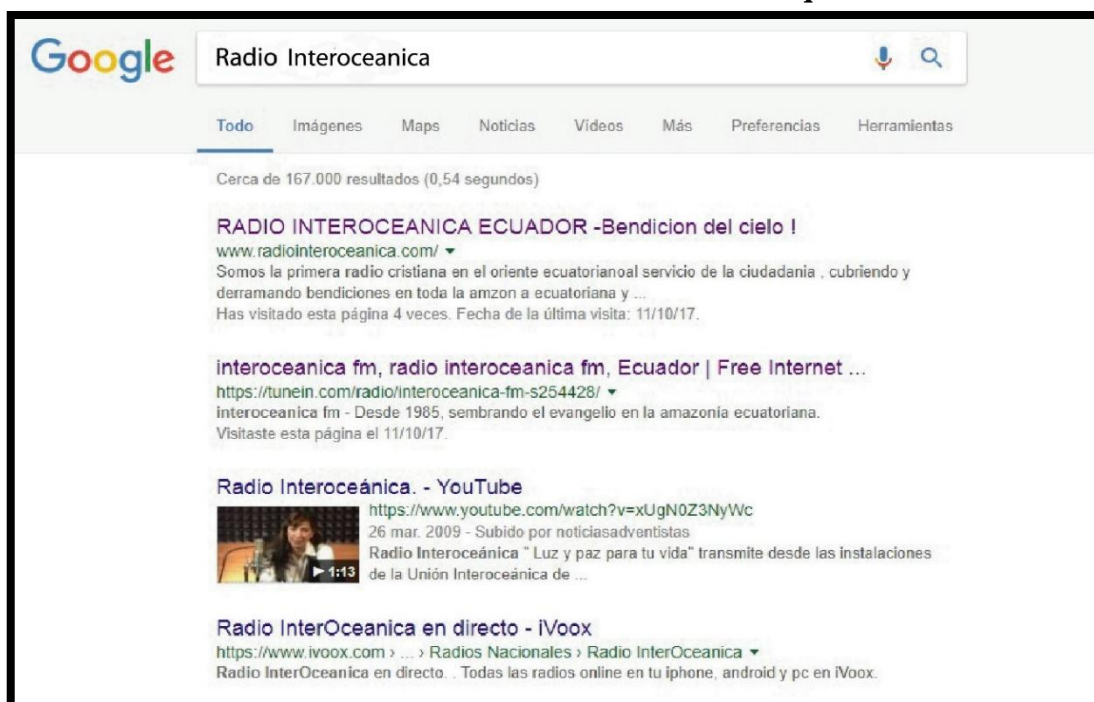 Google Radio Interoceanica
Todo Imágenes Maps Noticias Vídeos Más Preferencias Herramientas
Cerca de 167.000 resultados (0,54 segundos)
RADIO INTEROCEANICA ECUADOR -Bendicion del cielo !
www.radiointeroceanica.com/
Somos la primera radio cristiana en el oriente ecuatorianoal servicio de la ciudadania , cubriendo y
derramando bendiciones en toda la amzon a ecuatoriana y ...
Has visitado esta página 4 veces. Fecha de la última visita: 11/10/17.
interoceanica fm, radio interoceanica fm, Ecuador | Free Internet ...
https://tunein.com/radio/interoceanica-fm-s254428/
interoceanica fm - Desde 1985, sembrando el evangelio en la amazonia ecuatoriana.
Visitaste esta página el 11/10/17.
Radio Interoceánica. - YouTube
https://www.youtube.com/watch?v=xUgN0Z3NyWc
26 mar. 2009 - Subido por noticiasadventistas
Radio Interoceánica " Luz y paz para tu vida" transmite desde las instalaciones
1:13 de la Unión Interoceánica de ...
Radio InterOceanica en directo - iVoox
https://www.ivoox.com › ... › Radios Nacionales › Radio InterOceanica
Radio InterOceanica en directo. . Todas las radios online en tu iphone, android y pc en iVoox.